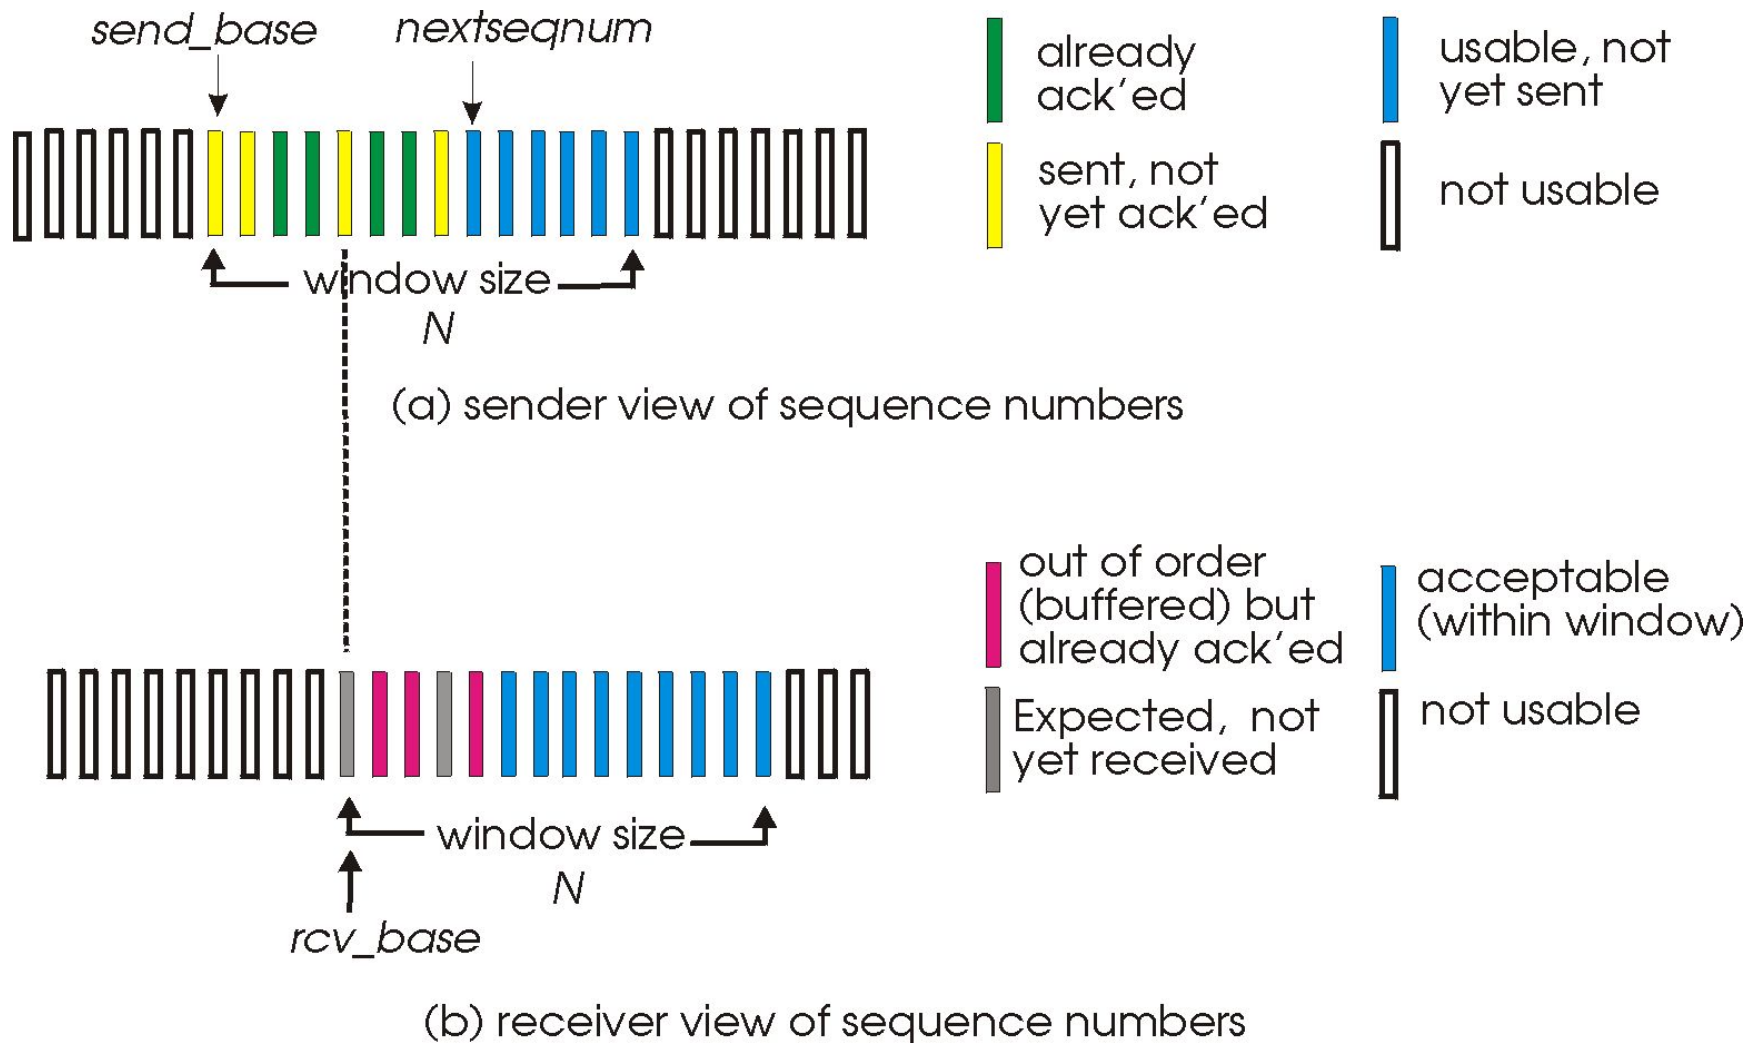 send_base
nextseqnum
already
ack'ed
usable, not
yet sent
sent, not
yet ack'ed
not usable
window size
N
(a) sender view of sequence numbers
out of order
(buffered) but
already ack'ed
acceptable
(within window)
Expected, not
yet received
not usable
window size
N
rcv_base
(b) receiver view of sequence numbers